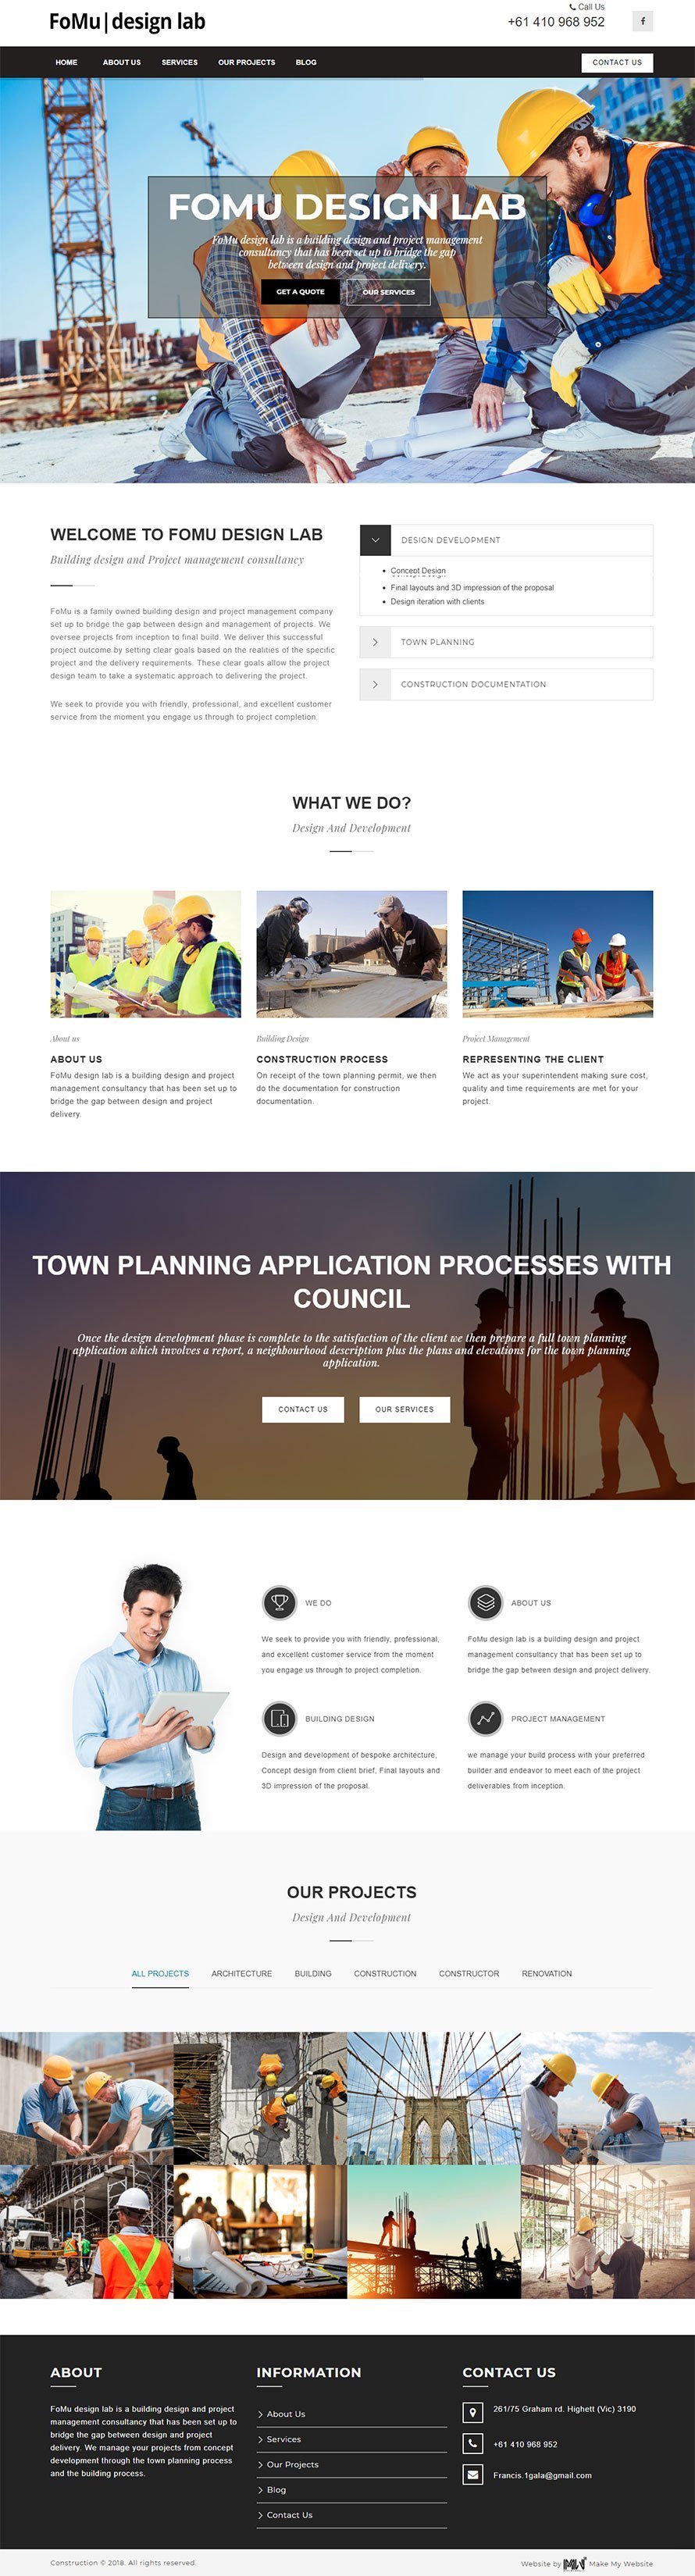 FoMu|design lab
Call Us
+61 410 968 952
HOME ABOUT US SERVICES OUR PROJECTS BLOG CONTACT US
FOMU DESIGN LAB
FoMu design lab is a building design and project management
consultancy that has been set up to bridge the gap
between design and project delivery.
GET A QUOTE OUR SERVICES
WELCOME TO FOMU DESIGN LAB
Building design and Project management consultancy
FoMu is a family owned building design and project management company
set up to bridge the gap between design and management of projects. We
oversee projects from inception to final build. We deliver this successful
project outcome by setting clear goals based on the realities of the specific
project and the delivery requirements. These clear goals allow the project
design team to take a systematic approach to delivering the project.
We seek to provide you with friendly, professional, and excellent customer
service from the moment you engage us through to project completion.
DESIGN DEVELOPMENT
• Concept Design
• Final layouts and 3D impression of the proposal
• Design iteration with clients
TOWN PLANNING
CONSTRUCTION DOCUMENTATION
WHAT WE DO?
Design And Development
About us
ABOUT US
FoMu design lab is a building design and project
management consultancy that has been set up to
bridge the gap between design and project
delivery.
Building Design
CONSTRUCTION PROCESS
On receipt of the town planning permit, we then
do the documentation for construction
documentation.
Project Management
REPRESENTING THE CLIENT
We act as your superintendent making sure cost,
quality and time requirements are met for your
project.
TOWN PLANNING APPLICATION PROCESSES WITH
COUNCIL
Once the design development phase is complete to the satisfaction of the client we then prepare a full town planning
application which involves a report, a neighbourhood description plus the plans and elevations for the town planning
application.
CONTACT US OUR SERVICES
WE DO
We seek to provide you with friendly, professional,
and excellent customer service from the moment
you engage us through to project completion.
ABOUT US
FoMu design lab is a building design and project
management consultancy that has been set up to
bridge the gap between design and project delivery.
BUILDING DESIGN
Design and development of bespoke architecture,
Concept design from client brief, Final layouts and
3D impression of the proposal.
PROJECT MANAGEMENT
we manage your build process with your preferred
builder and endeavor to meet each of the project
deliverables from inception.
OUR PROJECTS
Design And Development
ALL PROJECTS ARCHITECTURE BUILDING CONSTRUCTION CONSTRUCTOR RENOVATION
ABOUT
FoMu design lab is a building design and project
management consultancy that has been set up to
bridge the gap between design and project
delivery. We manage your projects from concept
development through the town planning process
and the building process.
INFORMATION
About Us
Services
Our Projects
Blog
Contact Us
CONTACT US
261/75 Graham rd. Highett (Vic) 3190
+61 410 968 952
Francis.1gala@gmail.com
Construction © 2018. All rights reserved.
Website by MMW Make My Website